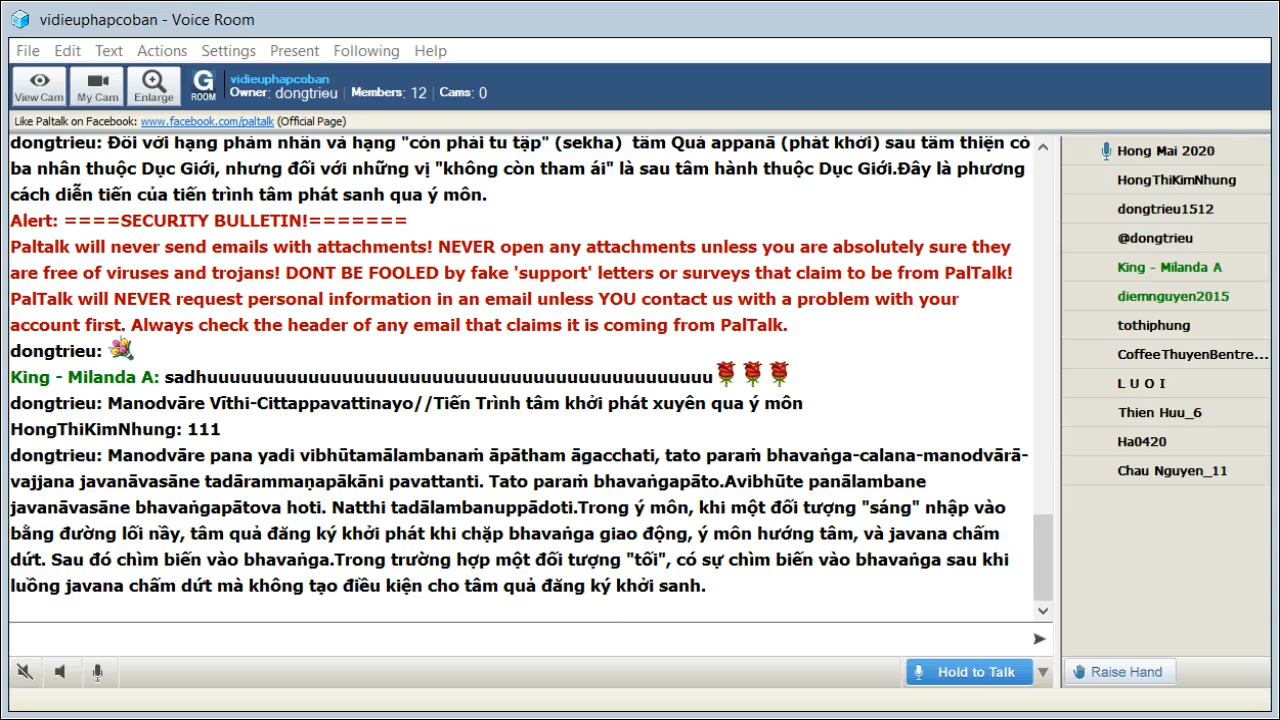 vidieuphapcoban - Voice Room
File Edit Text Actions Settings Present Following Help
View Cam My Cam Enlarge G ROOM
vidieuphapcoban
Owner: dongtrieu | Members: 12 | Cams: 0
Like Paltalk on Facebook: www.facebook.com/paltalk (Official Page)
dongtrieu: Đối với hạng phàm nhân và hạng "còn phải tu tập" (sekha) tâm Quả appanā (phát khởi) sau tâm thiện có
ba nhân thuộc Dục Giới, nhưng đối với những vị "không còn tham ái" là sau tâm hành thuộc Dục Giới.Đây là phương
cách diễn tiến của tiến trình tâm phát sanh qua ý môn.
Alert: ====SECURITY BULLETIN!=======
Paltalk will never send emails with attachments! NEVER open any attachments unless you are absolutely sure they
are free of viruses and trojans! DONT BE FOOLED by fake 'support' letters or surveys that claim to be from PalTalk!
PalTalk will NEVER request personal information in an email unless YOU contact us with a problem with your
account first. Always check the header of any email that claims it is coming from PalTalk.
dongtrieu:
King - Milanda A: sadhuuuuuuuuuuuuuuuuuuuuuuuuuuuuuuuuuuuuuuuuuuuuu
dongtrieu: Manodvāre Vīthi-Cittappavattinayo//Tiến Trình tâm khởi phát xuyên qua ý môn
HongThiKimNhung: 111
dongtrieu: Manodvāre pana yadi vibhūtamālambanaṁ āpātham āgacchati, tato paraṁ bhavaṅga-calana-manodvārā-
vajjana javanāvasāne tadārammaṇapākāni pavattanti. Tato paraṁ bhavaṅgapāto.Avibhūte panālambane
javanāvasāne bhavaṅgapātova hoti. Natthi tadālambanuppādoti.Trong ý môn, khi một đối tượng "sáng" nhập vào
bằng đường lối nầy, tâm quả đăng ký khởi phát khi chặp bhavaṅga giao động, ý môn hướng tâm, và javana chấm
dứt. Sau đó chìm biến vào bhavaṅga.Trong trường hợp một đối tượng "tối", có sự chìm biến vào bhavaṅga sau khi
luồng javana chấm dứt mà không tạo điều kiện cho tâm quả đăng ký khởi sanh.
Hold to Talk
Hong Mai 2020
HongThiKimNhung
dongtrieu1512
@dongtrieu
King - Milanda A
diemnguyen2015
tothiphung
CoffeeThuyenBentre...
L U O I
Thien Huu_6
Ha0420
Chau Nguyen_11
Raise Hand